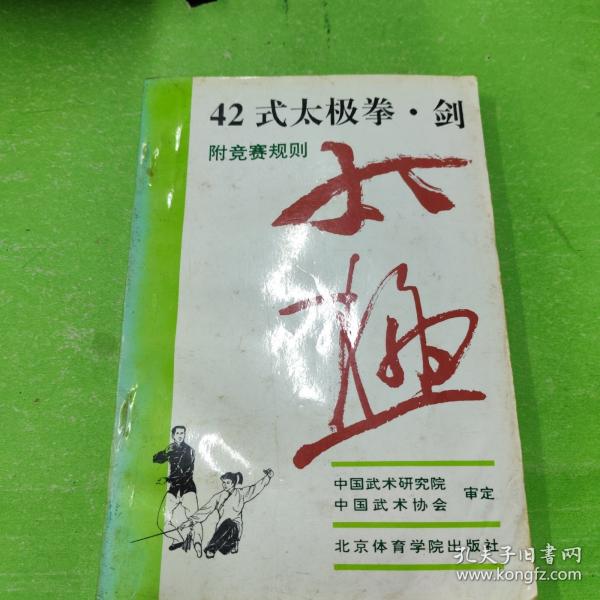 42式太极拳·剑
附竞赛规则
太極
中国武术研究院
中国武术协会
审定
北京体育学院出版社
孔夫子旧书网
www.kongfz.com